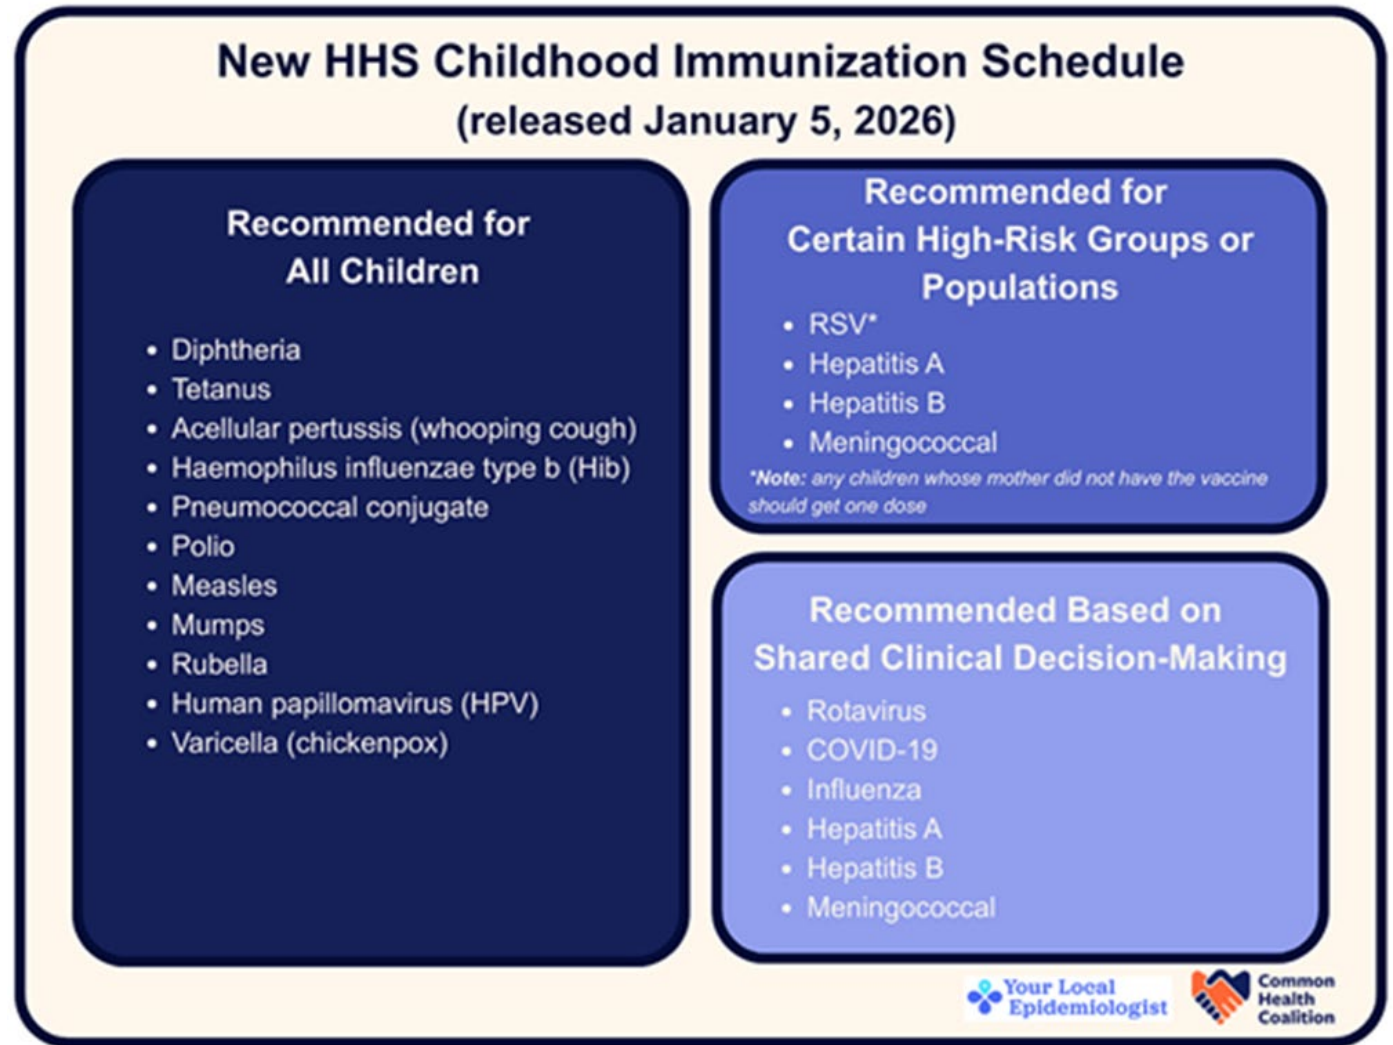 New HHS Childhood Immunization Schedule
(released January 5, 2026)
Recommended for
All Children
• Diphtheria
• Tetanus
• Acellular pertussis (whooping cough)
• Haemophilus influenzae type b (Hib)
• Pneumococcal conjugate
• Polio
• Measles
• Mumps
• Rubella
• Human papillomavirus (HPV)
• Varicella (chickenpox)
Recommended for
Certain High-Risk Groups or
Populations
• RSV*
• Hepatitis A
• Hepatitis B
• Meningococcal
*Note: any children whose mother did not have the vaccine
should get one dose
Recommended Based on
Shared Clinical Decision-Making
• Rotavirus
• COVID-19
• Influenza
• Hepatitis A
• Hepatitis B
• Meningococcal
Your Local
Epidemiologist
Common
Health
Coalition